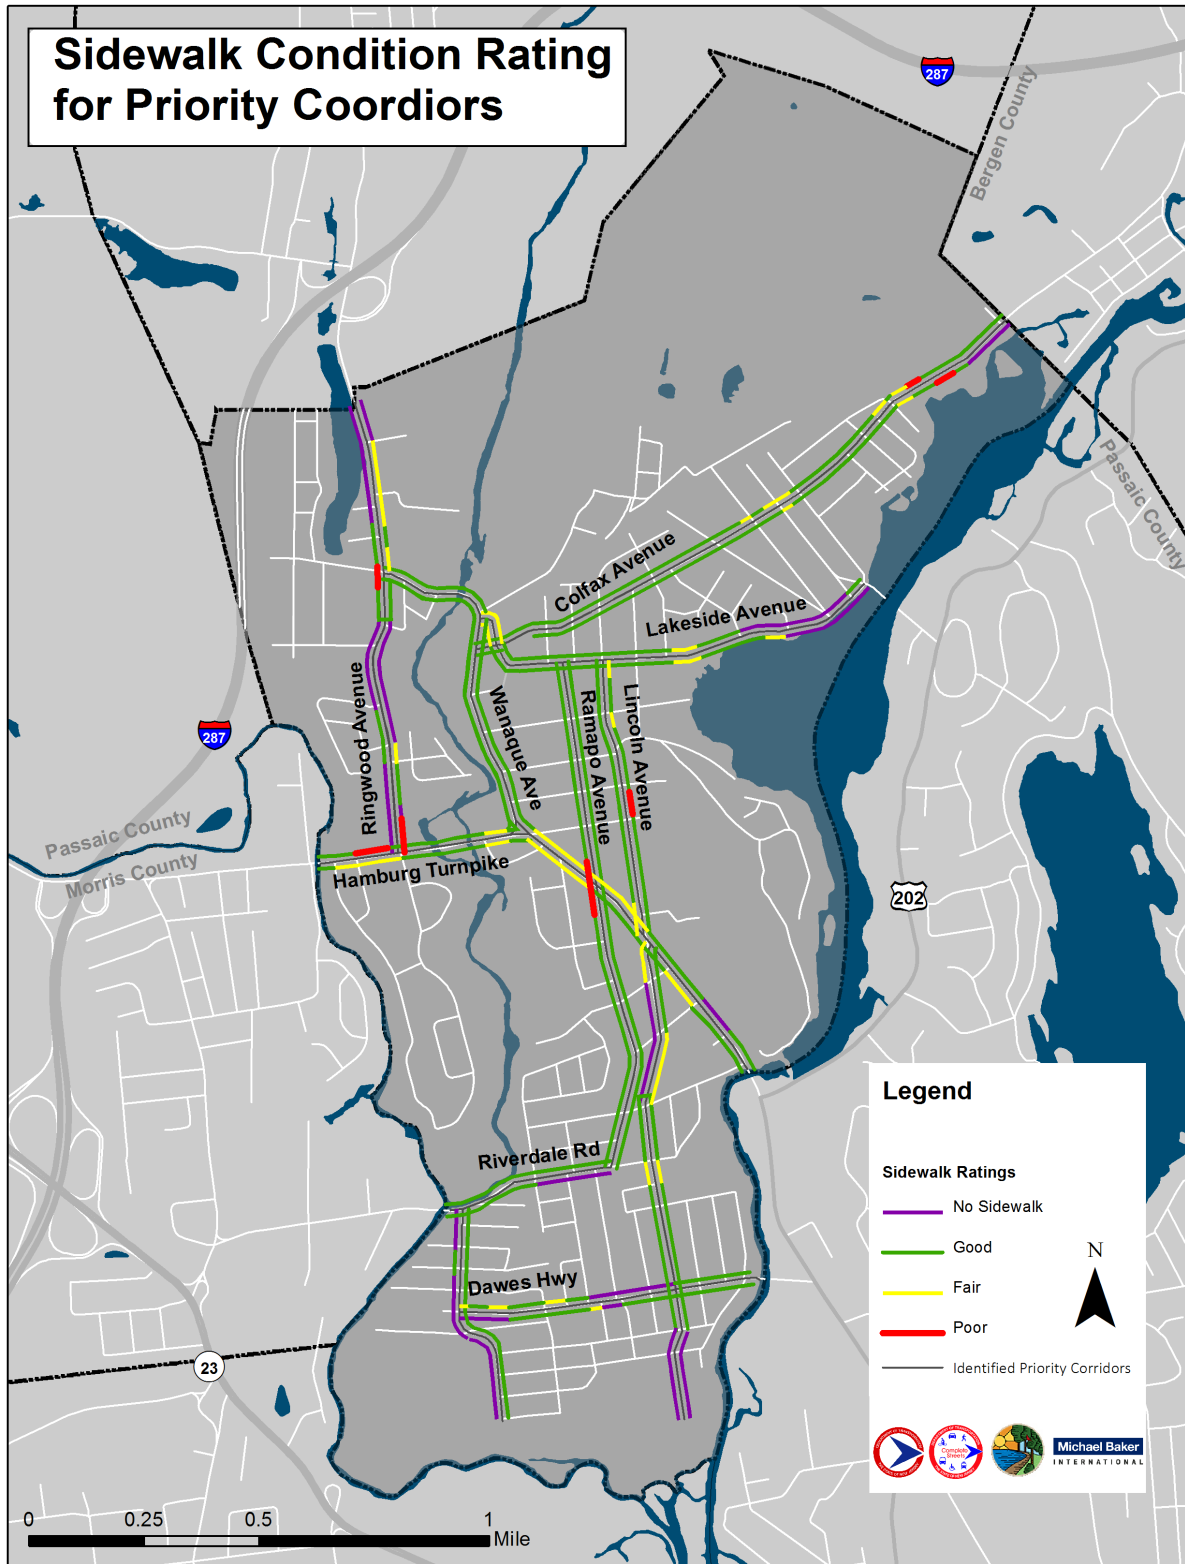 Sidewalk Condition Rating
for Priority Coordiors
287
Bergen County
Passaic County
Colfax Avenue
Lakeside Avenue
Ringwood Avenue
Wanaque Ave
Ramapo Avenue
Lincoln Avenue
287
Passaic County
Morris County
Hamburg Turnpike
202
Riverdale Rd
Dawes Hwy
23
Legend
Sidewalk Ratings
No Sidewalk
Good
Fair
Poor
Identified Priority Corridors
N
Complete
Streets
Michael Baker
INTERNATIONAL
0 0.25 0.5 1
Mile